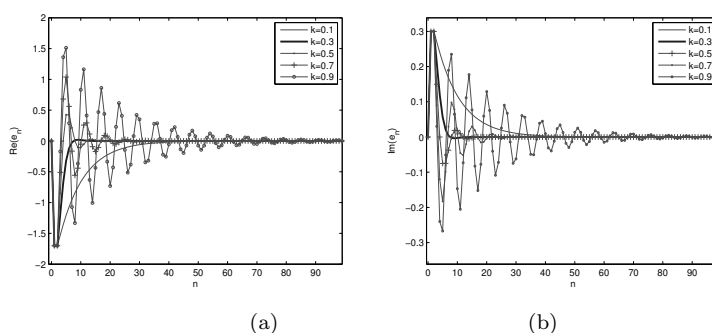 2
1.5
1
0.5
0
−0.5
−1
−1.5
−2
Re(e_n)
0 10 20 30 40 50 60 70 80 90
n
k=0.1
k=0.3
k=0.5
k=0.7
k=0.9
(a)
0.3
0.2
0.1
0
−0.1
−0.2
−0.3
Im(e_n)
0 10 20 30 40 50 60 70 80 90
n
k=0.1
k=0.3
k=0.5
k=0.7
k=0.9
(b)